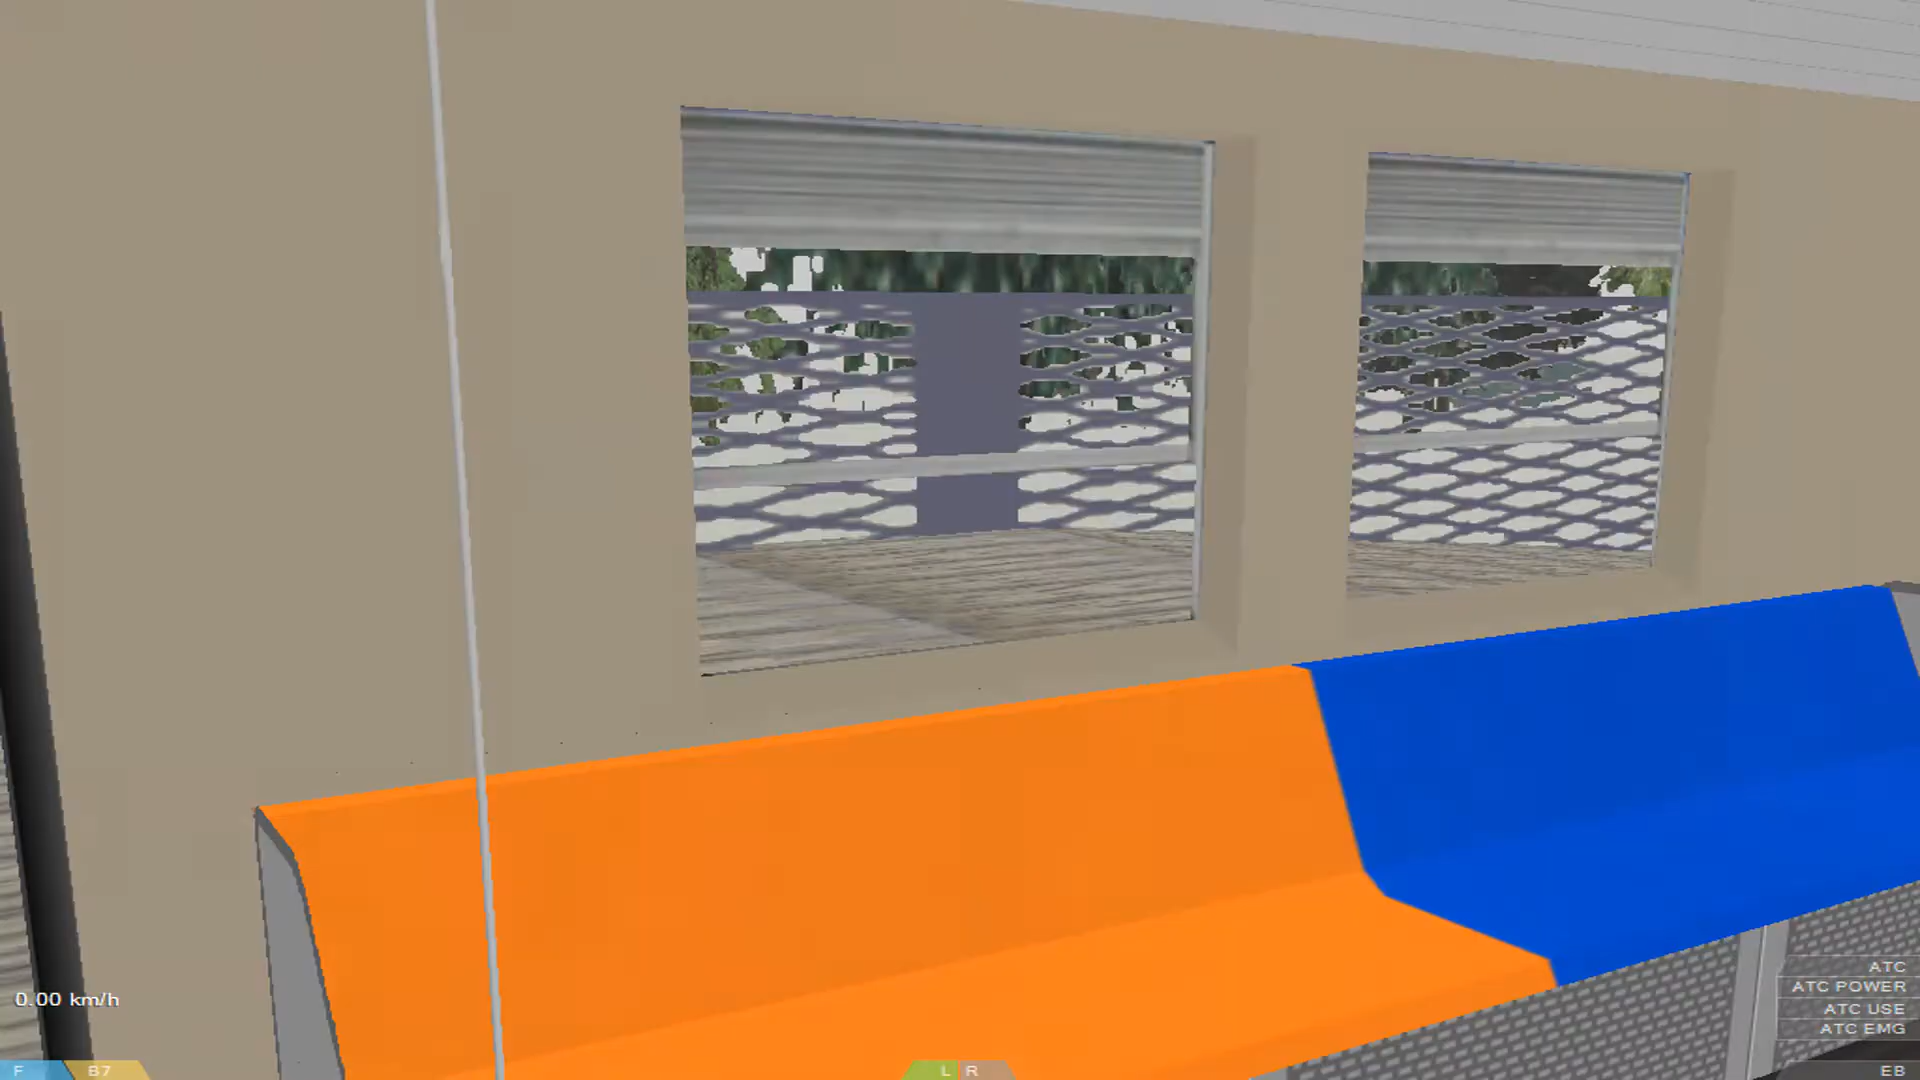 0.00 km/h
ATC
ATC POWER
ATC USE
ATC EMG
F B7 L R EB